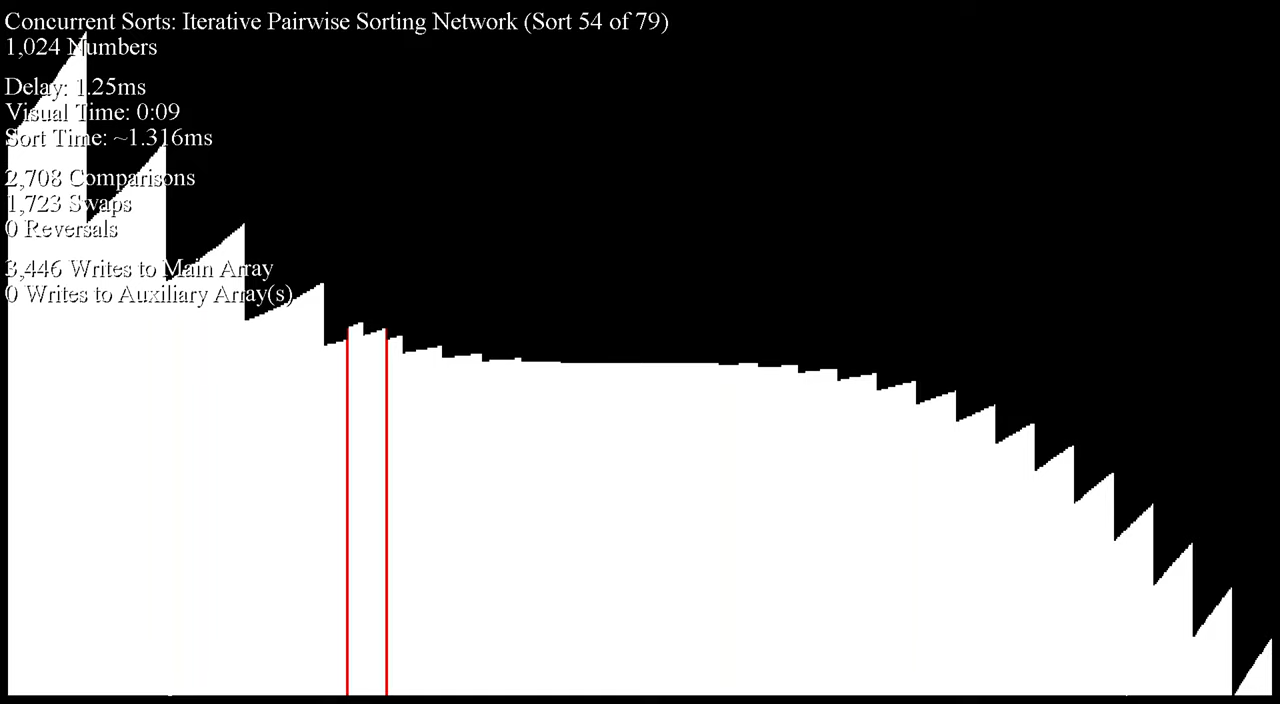 Concurrent Sorts: Iterative Pairwise Sorting Network (Sort 54 of 79)
1,024 Numbers
Delay: 1.25ms
Visual Time: 0:09
Sort Time: ~1.316ms
2,708 Comparisons
1,723 Swaps
0 Reversals
3,446 Writes to Main Array
0 Writes to Auxiliary Array(s)